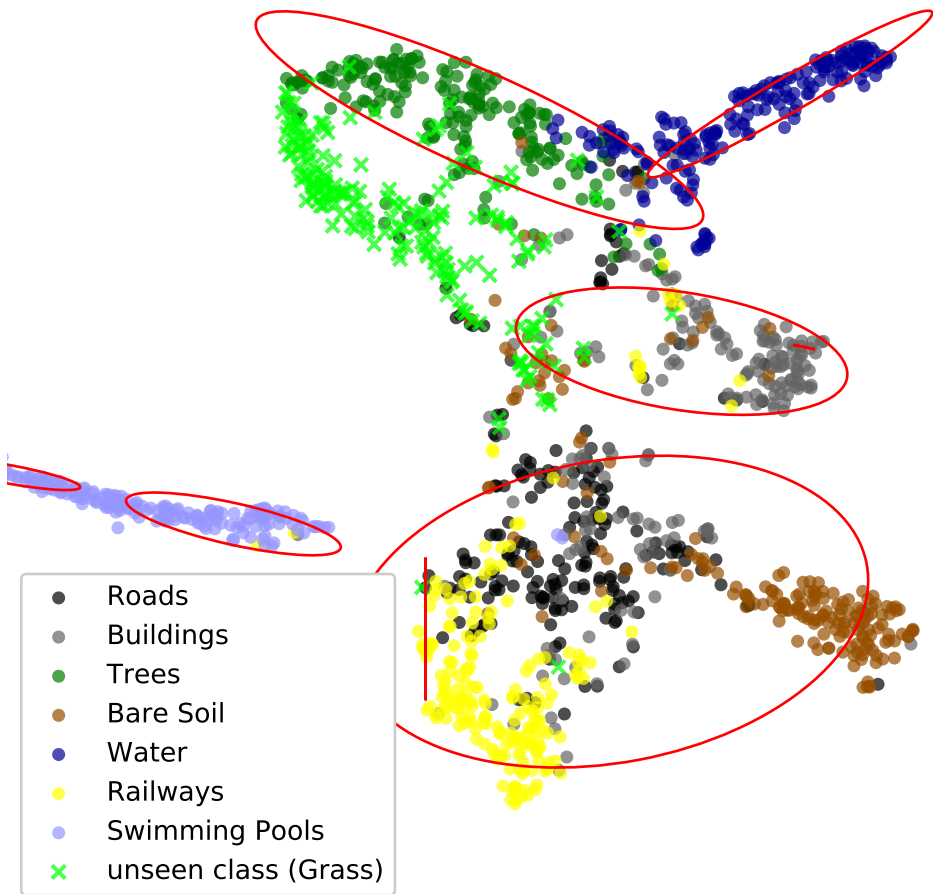 Roads
Buildings
Trees
Bare Soil
Water
Railways
Swimming Pools
unseen class (Grass)